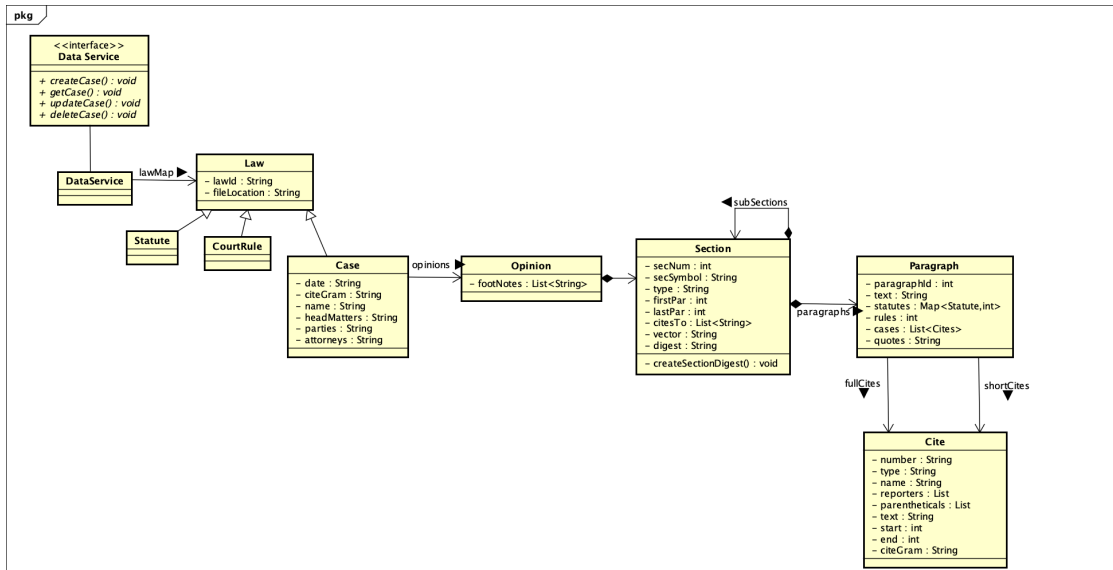 pkg
<<interface>>
Data Service
+ createCase() : void
+ getCase() : void
+ updateCase() : void
+ deleteCase() : void
DataService
lawMap
Law
- lawId : String
- fileLocation : String
Statute
CourtRule
Case
- date : String
- citeGram : String
- name : String
- headMatters : String
- parties : String
- attorneys : String
opinions
Opinion
- footNotes : List<String>
subSections
Section
- secNum : int
- secSymbol : String
- type : String
- firstPar : int
- lastPar : int
- citesTo : List<String>
- vector : String
- digest : String
- createSectionDigest() : void
paragraphs
Paragraph
- paragraphId : int
- text : String
- statutes : Map<Statute,int>
- rules : int
- cases : List<Cites>
- quotes : String
fullCites
shortCites
Cite
- number : String
- type : String
- name : String
- reporters : List
- parentheticals : List
- text : String
- start : int
- end : int
- citeGram : String